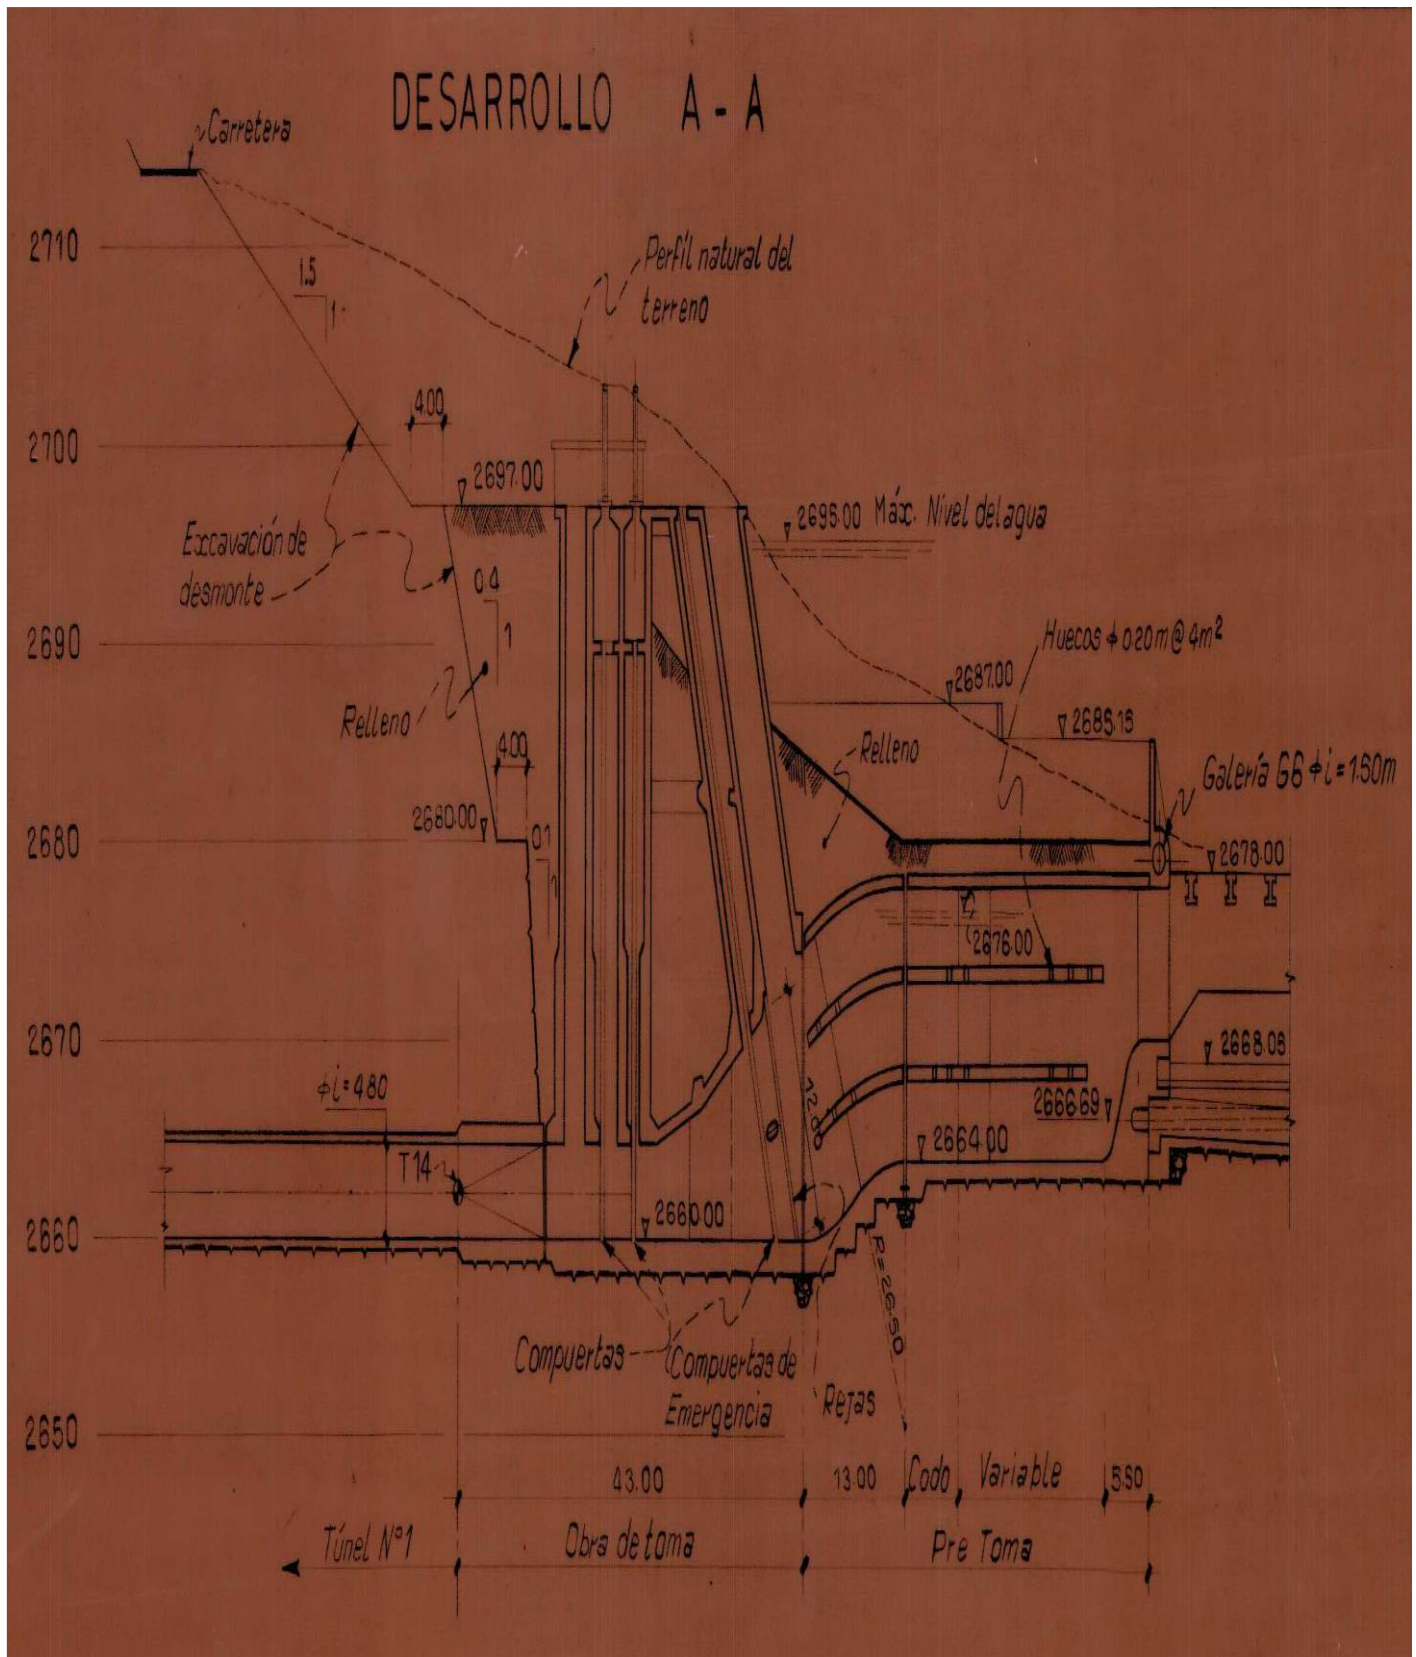 DESARROLLO A - A
Carretera
2710
1.5
1
Perfíl natural del
terreno
4.00
2700
2697.00
2695.00 Máx. Nivel del agua
Excavación de
desmonte
0.4
1
2690
Huecos ϕ 0.20m @ 4m²
2687.00
2685.15
Relleno
Relleno
4.00
Galería G6 ϕi = 1.50m
2680.00
2680
0.1
2678.00
2676.00
2670
2668.05
ϕi = 4.80
2666.69
2664.00
T14
2660.00
2660
R=26.50
Compuertas
Compuertas de
Emergencia
Rejas
2650
43.00
13.00
Codo
Variable
5.50
Túnel N°1
Obra de toma
Pre Toma